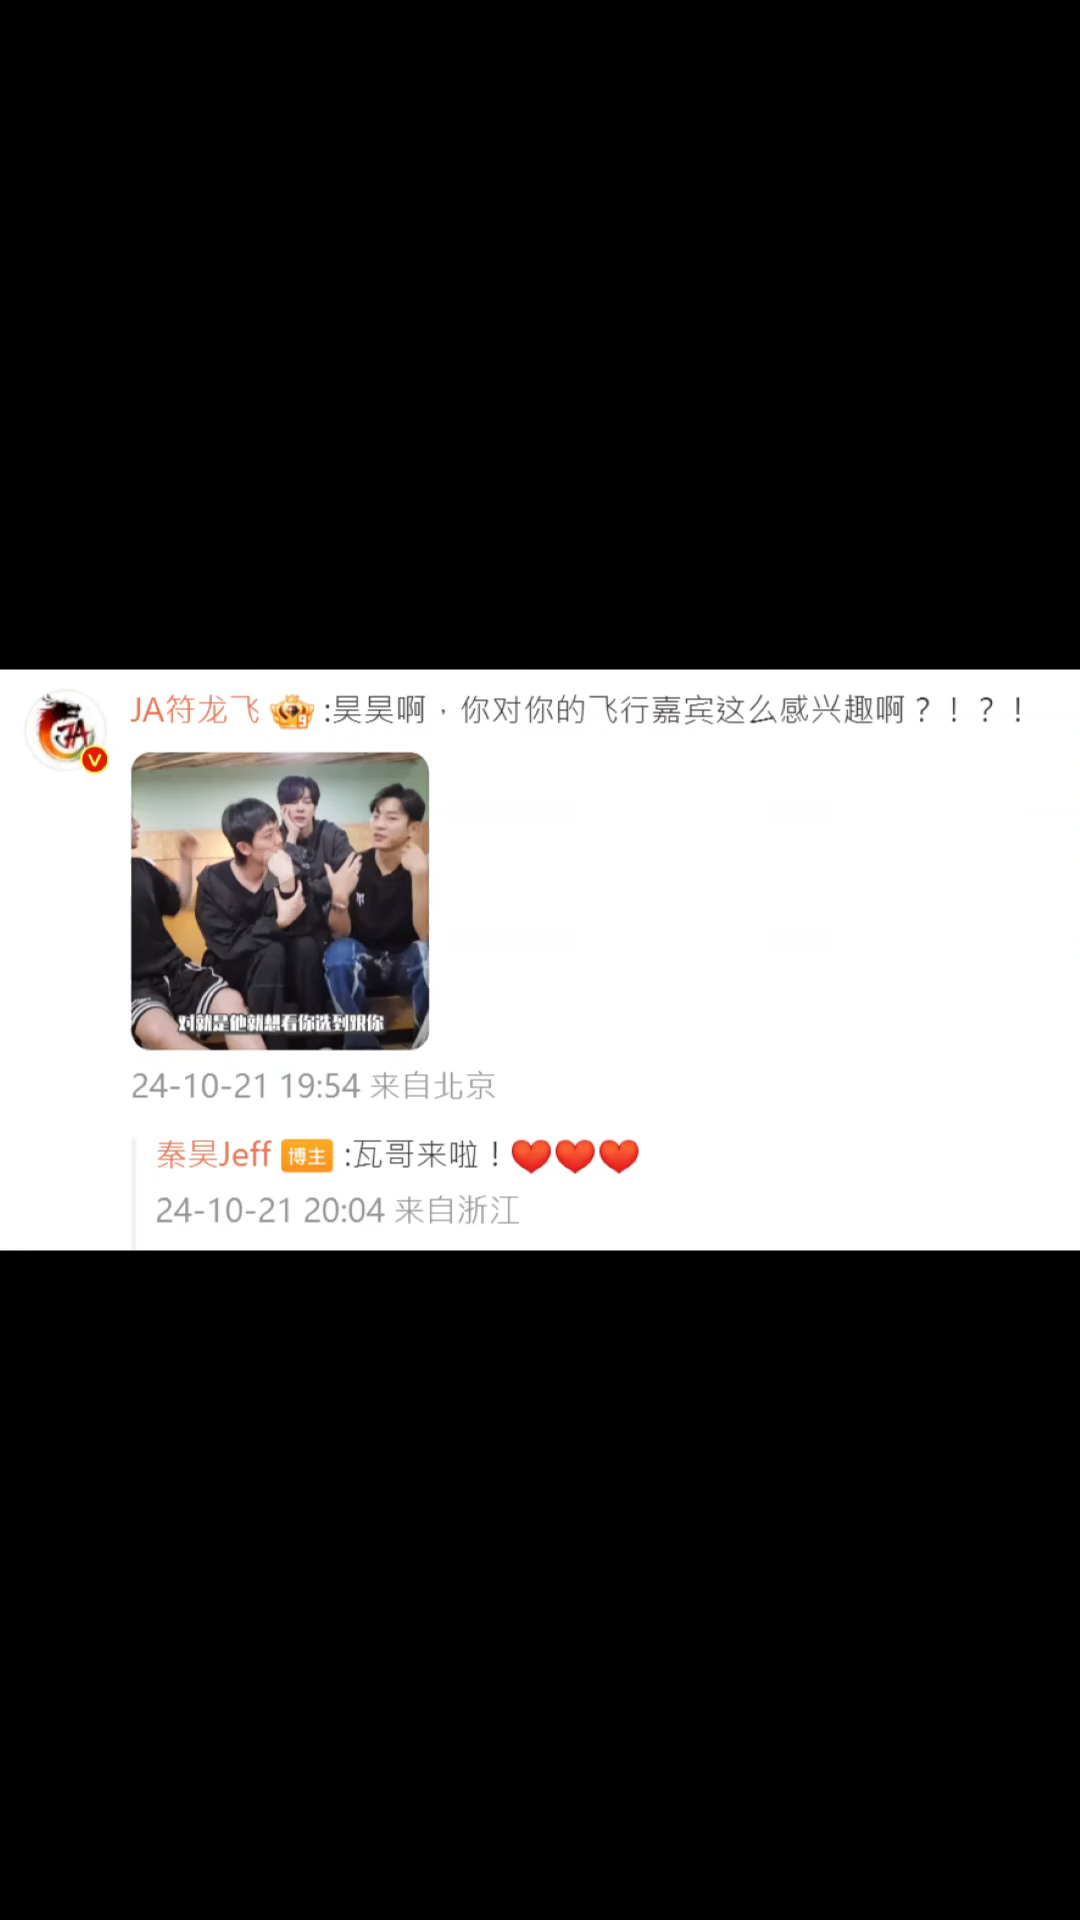 JA符龙飞 9 :昊昊啊，你对你的飞行嘉宾这么感兴趣啊？！？！
JA
V
对就是他就想看你选到跟你
24-10-21 19:54 来自北京
秦昊Jeff 博主 :瓦哥来啦！❤️❤️❤️
24-10-21 20:04 来自浙江